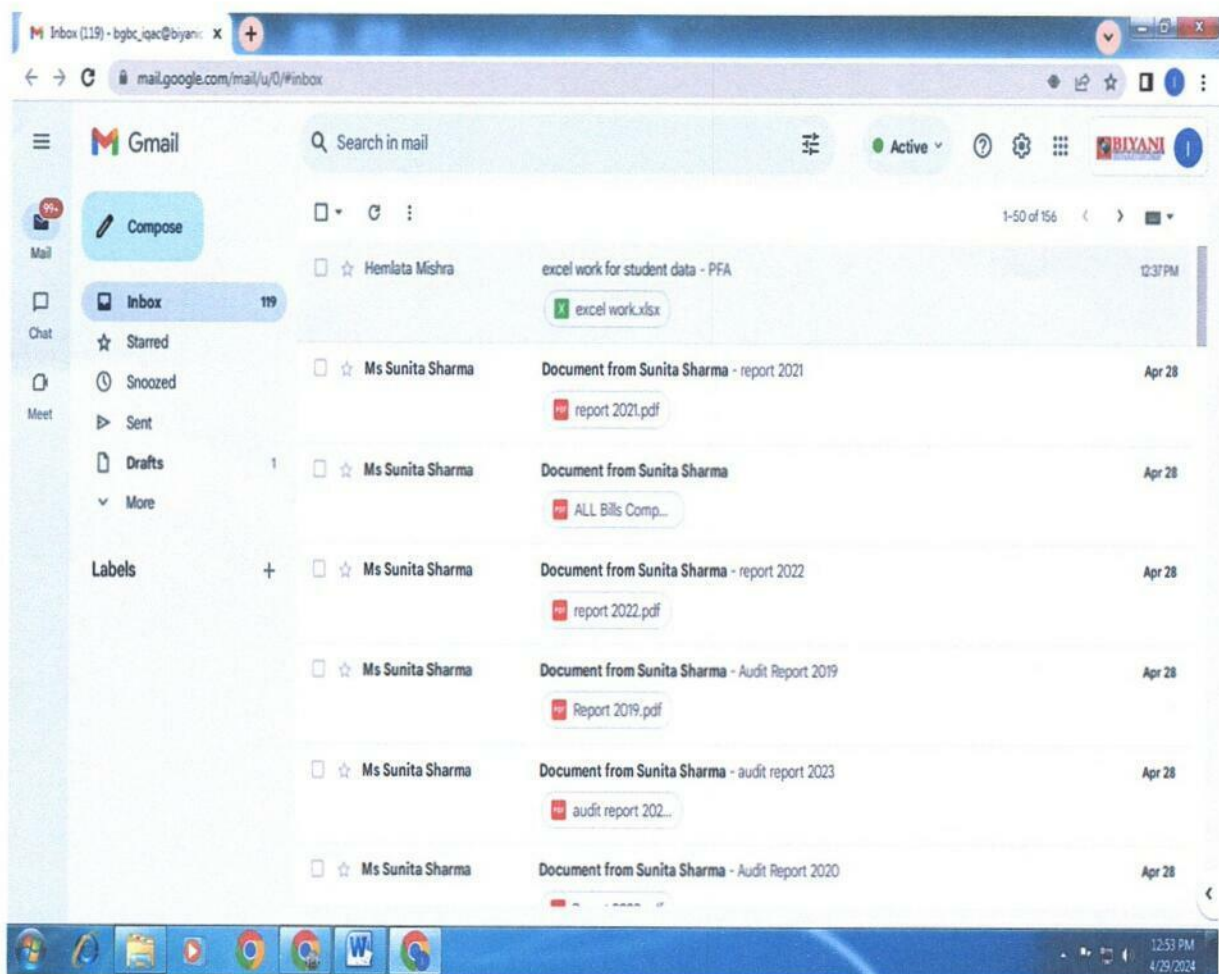 Inbox (119) - bgbc_iqac@biyanic
mail.google.com/mail/u/0/#inbox
Gmail
Search in mail
Active
BIYANI
I
99+
Mail
Compose
1-50 of 156
Hemlata Mishra excel work for student data - PFA 12:37 PM
excel work.xlsx
Inbox 119
Chat
Starred
Ms Sunita Sharma Document from Sunita Sharma - report 2021 Apr 28
report 2021.pdf
Snoozed
Meet
Sent
Drafts 1
Ms Sunita Sharma Document from Sunita Sharma Apr 28
ALL Bills Comp...
More
Labels
Ms Sunita Sharma Document from Sunita Sharma - report 2022 Apr 28
report 2022.pdf
Ms Sunita Sharma Document from Sunita Sharma - Audit Report 2019 Apr 28
Report 2019.pdf
Ms Sunita Sharma Document from Sunita Sharma - audit report 2023 Apr 28
audit report 202...
Ms Sunita Sharma Document from Sunita Sharma - Audit Report 2020 Apr 28
12:53 PM
4/29/2024